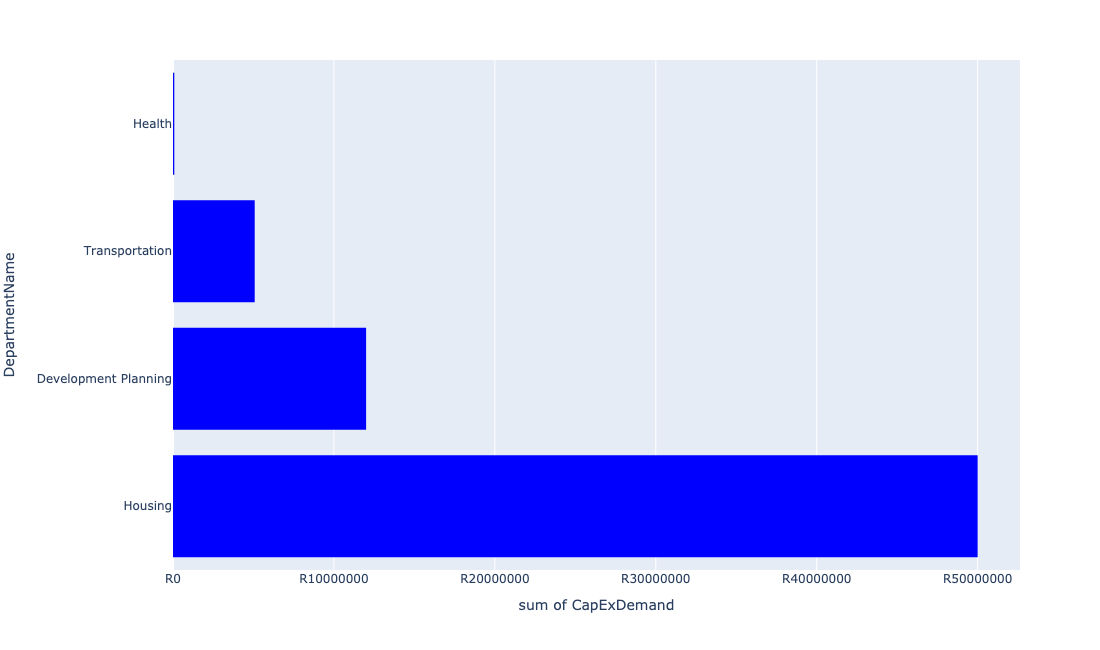 DepartmentName
Health
Transportation
Development Planning
Housing
R0 R10000000 R20000000 R30000000 R40000000 R50000000
sum of CapExDemand